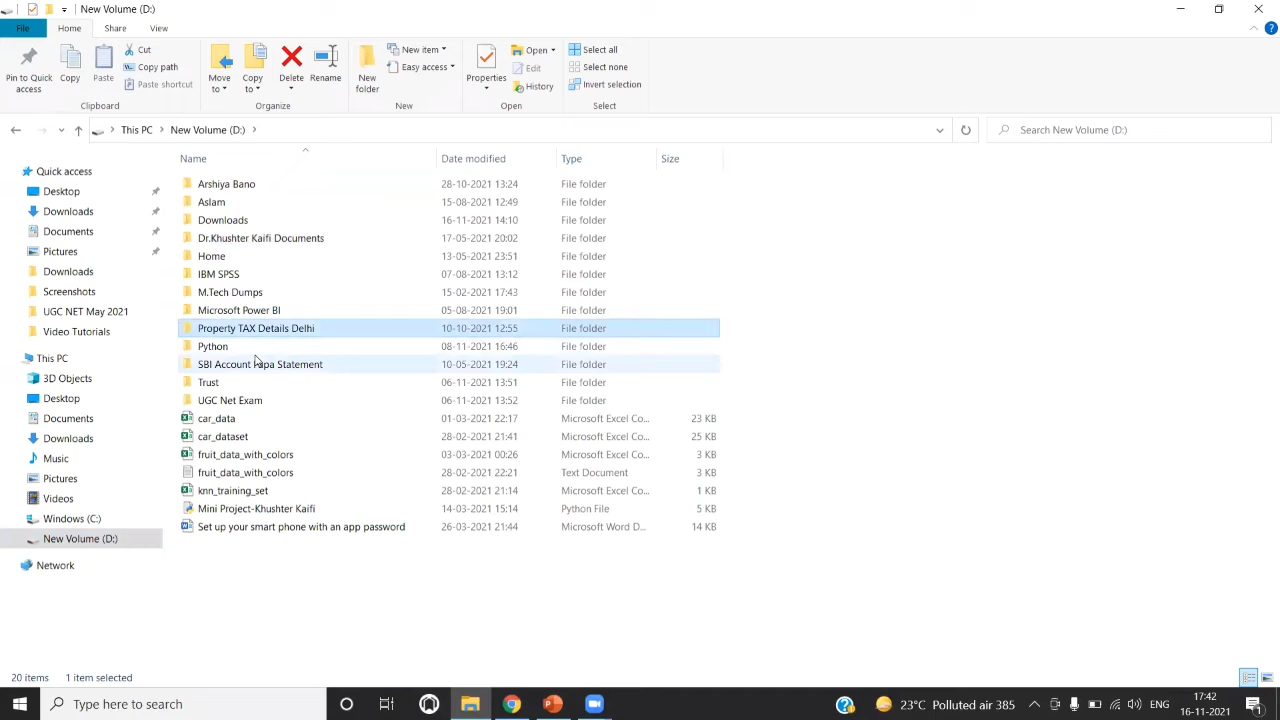 New Volume (D:)
File Home Share View
Pin to Quick access
Copy
Paste
Cut
Copy path
Paste shortcut
Clipboard
Move to
Copy to
Delete
Rename
Organize
New folder
New item
Easy access
New
Properties
Open
Edit
History
Open
Select all
Select none
Invert selection
Select
This PC > New Volume (D:) >
Search New Volume (D:)
Quick access
Desktop
Downloads
Documents
Pictures
Downloads
Screenshots
UGC NET May 2021
Video Tutorials
This PC
3D Objects
Desktop
Documents
Downloads
Music
Pictures
Videos
Windows (C:)
New Volume (D:)
Network
Name Date modified Type Size
Arshiya Bano 28-10-2021 13:24 File folder
Aslam 15-08-2021 12:49 File folder
Downloads 16-11-2021 14:10 File folder
Dr.Khushter Kaifi Documents 17-05-2021 20:02 File folder
Home 13-05-2021 23:51 File folder
IBM SPSS 07-08-2021 13:12 File folder
M.Tech Dumps 15-02-2021 17:43 File folder
Microsoft Power BI 05-08-2021 19:01 File folder
Property TAX Details Delhi 10-10-2021 12:55 File folder
Python 08-11-2021 16:46 File folder
SBI Account Statement 10-05-2021 19:24 File folder
Trust 06-11-2021 13:51 File folder
UGC Net Exam 06-11-2021 13:52 File folder
car_data 01-03-2021 22:17 Microsoft Excel Co... 23 KB
car_dataset 28-02-2021 21:41 Microsoft Excel Co... 25 KB
fruit_data_with_colors 03-03-2021 00:26 Microsoft Excel Co... 3 KB
fruit_data_with_colors 28-02-2021 22:21 Text Document 3 KB
knn_training_set 28-02-2021 21:14 Microsoft Excel Co... 1 KB
Mini Project-Khushter Kaifi 14-03-2021 15:14 Python File 5 KB
Set up your smart phone with an app password 26-03-2021 21:44 Microsoft Word D... 14 KB
20 items 1 item selected
Type here to search
23°C Polluted air 385
ENG
17:42
16-11-2021
1